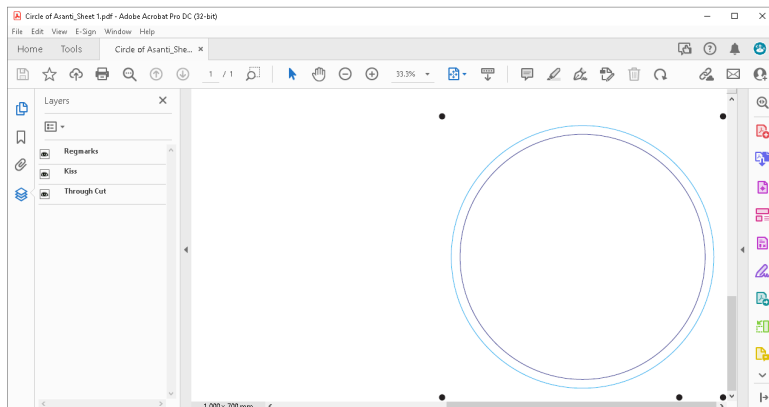 Circle of Asanti_Sheet 1.pdf - Adobe Acrobat Pro DC (32-bit)
File Edit View E-Sign Window Help
Home Tools Circle of Asanti_She... ×
1 / 1 33.3%
Layers
Regmarks
Kiss
Through Cut
1,000 x 700 mm